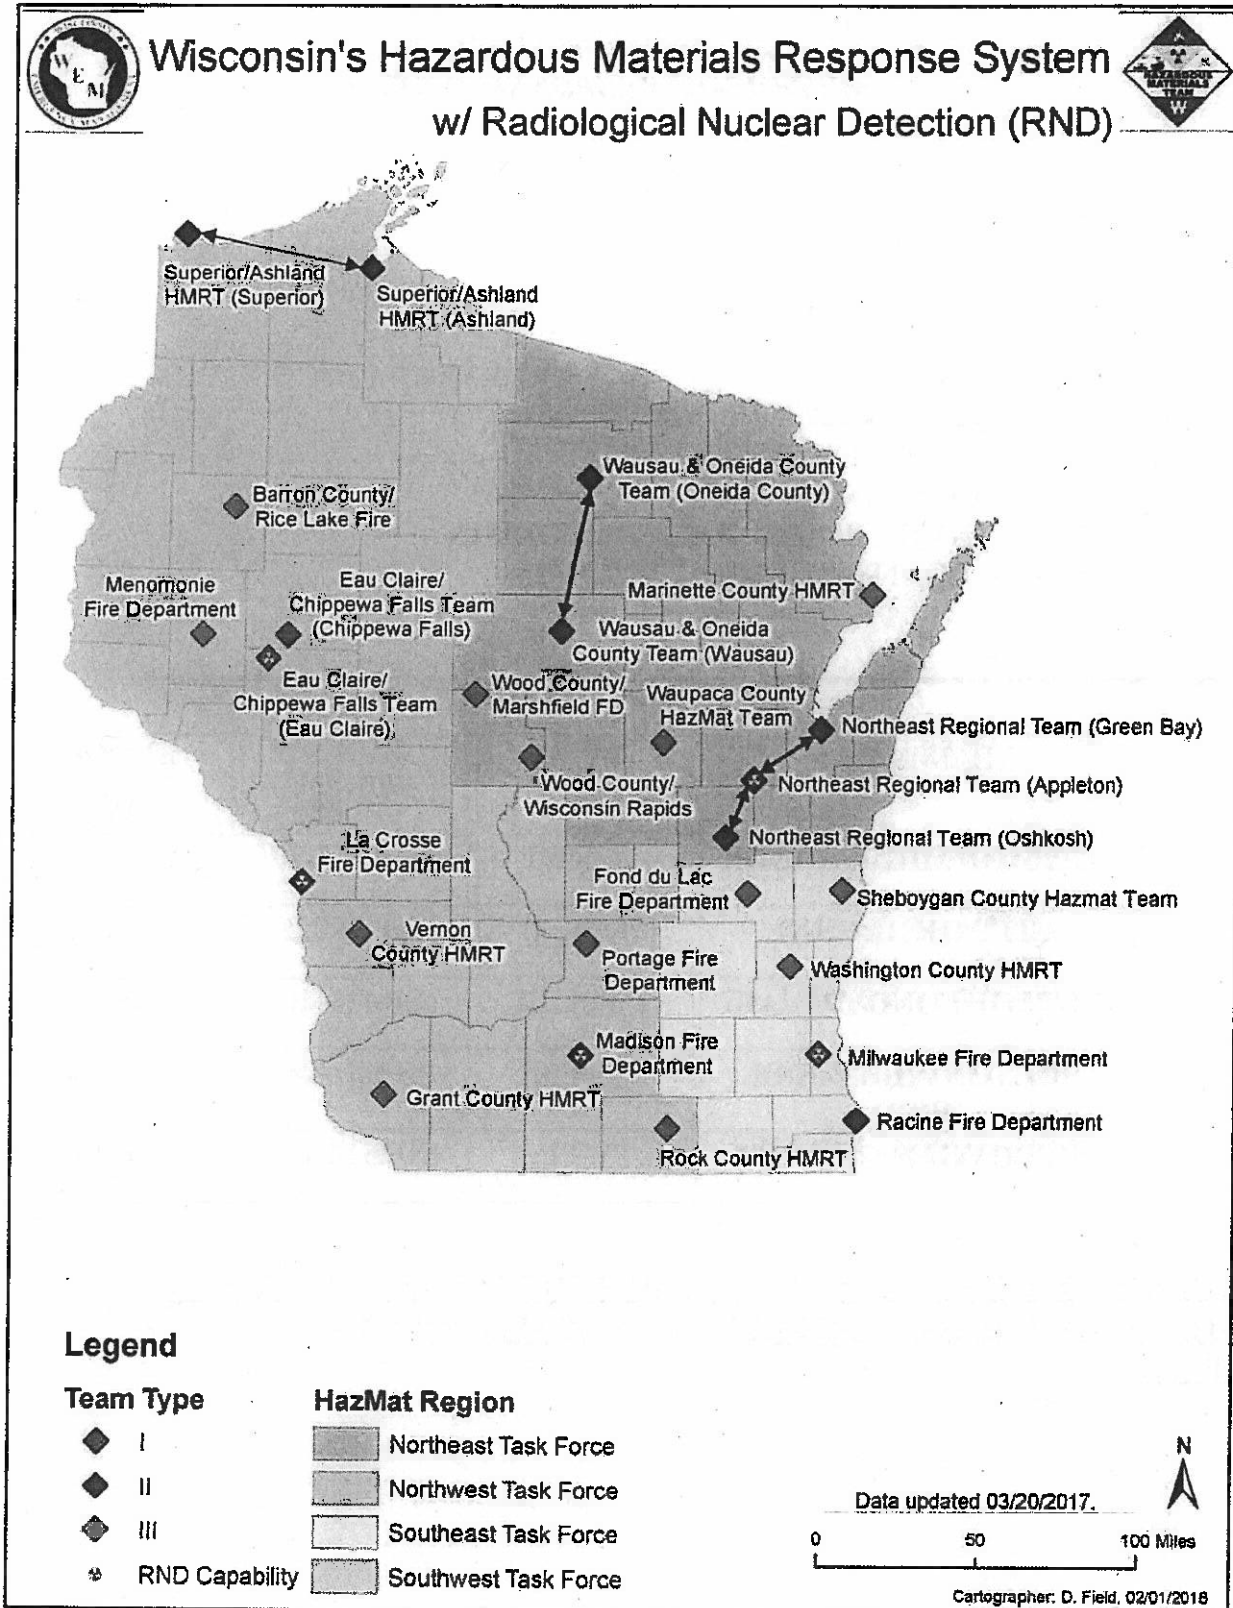 Wisconsin's Hazardous Materials Response System
w/ Radiological Nuclear Detection (RND)
WISCONSIN
W E M
EMERGENCY MANAGEMENT
HAZARDOUS
MATERIALS
TEAM
W
Superior/Ashland
HMRT (Superior)
Superior/Ashland
HMRT (Ashland)
Wausau & Oneida County
Team (Oneida County)
Barron County/
Rice Lake Fire
Menomonie
Fire Department
Eau Claire/
Chippewa Falls Team
(Chippewa Falls)
Marinette County HMRT
Wausau & Oneida
County Team (Wausau)
Eau Claire/
Chippewa Falls Team
(Eau Claire)
Wood County/
Marshfield FD
Waupaca County
HazMat Team
Northeast Regional Team (Green Bay)
Wood County/
Wisconsin Rapids
Northeast Regional Team (Appleton)
Northeast Regional Team (Oshkosh)
La Crosse
Fire Department
Fond du Lac
Fire Department
Sheboygan County Hazmat Team
Vernon
County HMRT
Portage Fire
Department
Washington County HMRT
Madison Fire
Department
Milwaukee Fire Department
Grant County HMRT
Racine Fire Department
Rock County HMRT
Legend
Team Type
I
II
III
RND Capability
HazMat Region
Northeast Task Force
Northwest Task Force
Southeast Task Force
Southwest Task Force
N
Data updated 03/20/2017.
0 50 100 Miles
Cartographer: D. Field, 02/01/2016